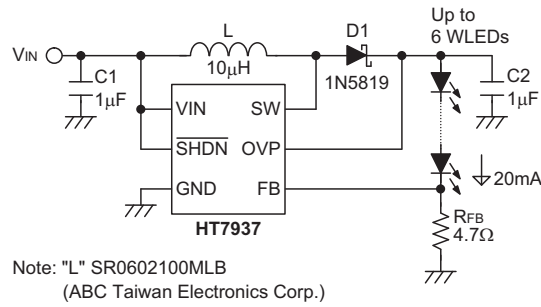 L
10μH
D1
1N5819
Up to
6 WLEDs
VIN
C1
1μF
VIN
SW
SHDN
OVP
GND
FB
HT7937
C2
1μF
20mA
RFB
4.7Ω
Note: "L" SR0602100MLB
(ABC Taiwan Electronics Corp.)